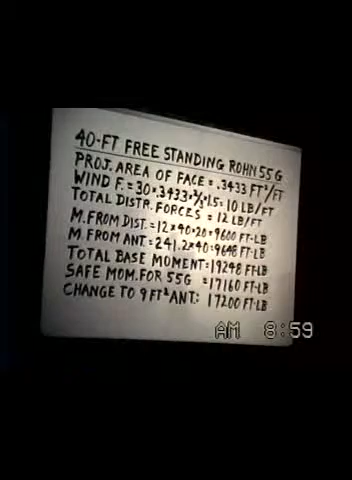 40-FT FREE STANDING ROHN 55G
PROJ. AREA OF FACE = .3433 FT²/FT
WIND F. = 30·.3433·⅔·1.5 = 10 LB/FT
TOTAL DISTR. FORCES = 12 LB/FT
M. FROM DIST. = 12×40·20 = 9600 FT-LB
M. FROM ANT: = 241.2×40 = 9648 FT-LB
TOTAL BASE MOMENT: 19248 FT-LB
SAFE MOM. FOR 55G = 17160 FT-LB
CHANGE TO 9 FT² ANT: 17200 FT-LB
AM 8:59